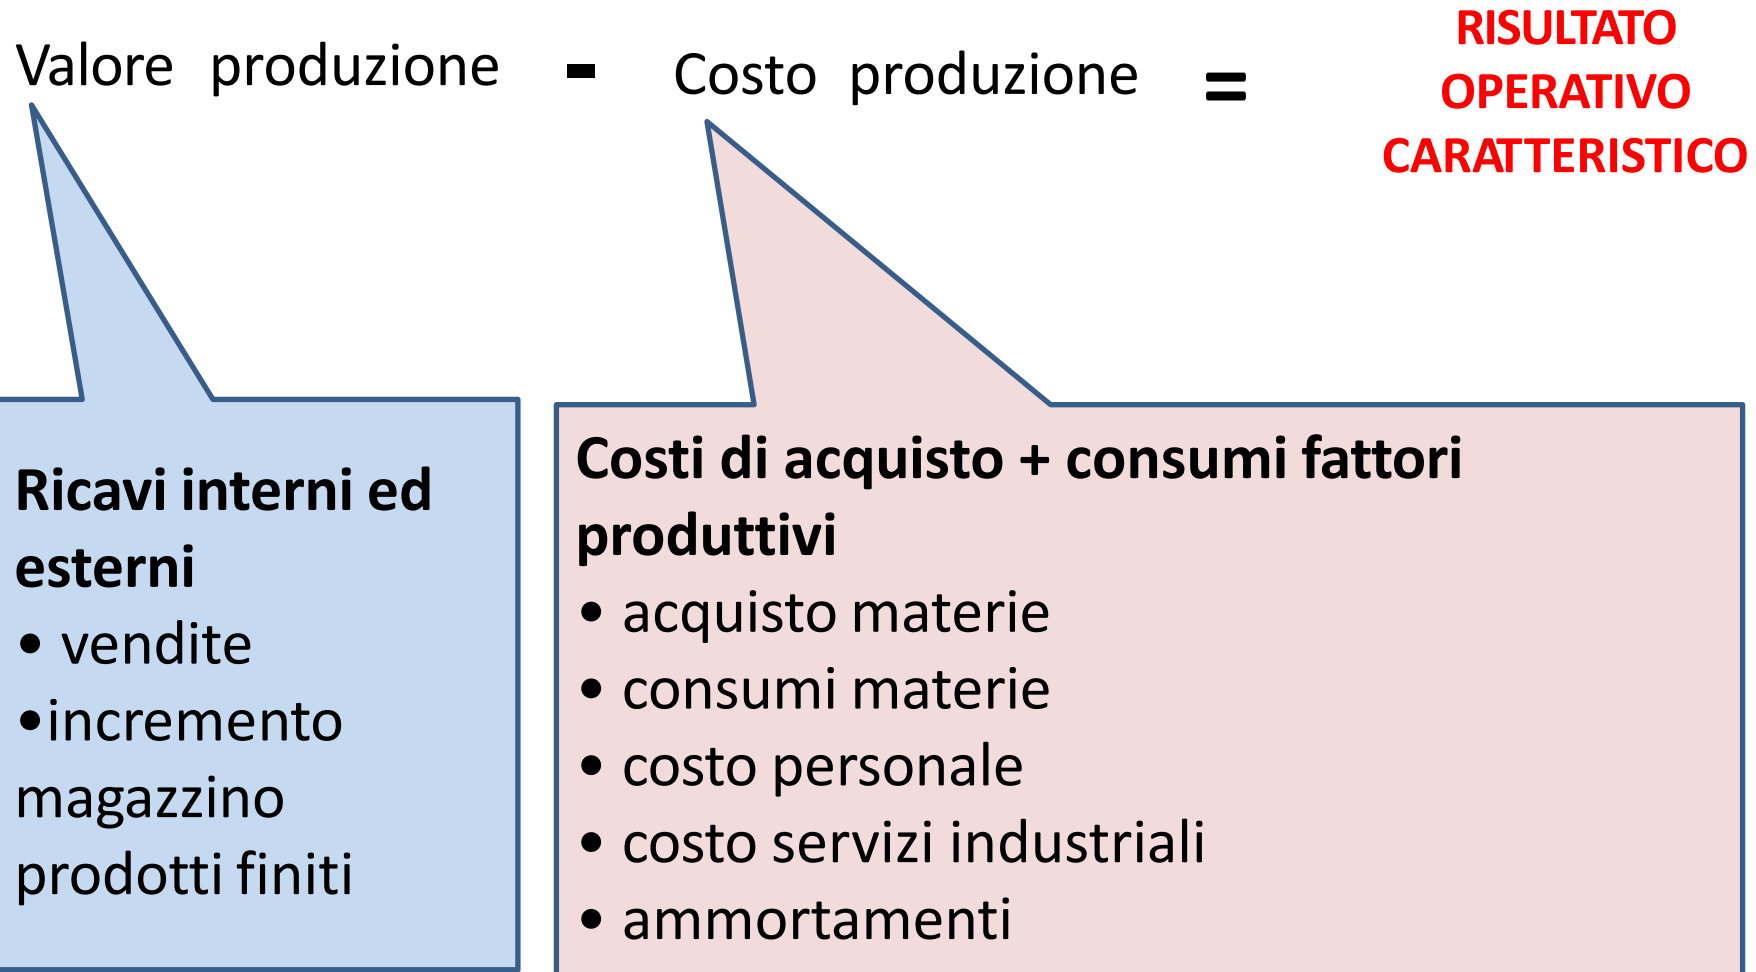 Valore produzione - Costo produzione =
RISULTATO
OPERATIVO
CARATTERISTICO
Ricavi interni ed
esterni
• vendite
•incremento
magazzino
prodotti finiti
Costi di acquisto + consumi fattori
produttivi
• acquisto materie
• consumi materie
• costo personale
• costo servizi industriali
• ammortamenti